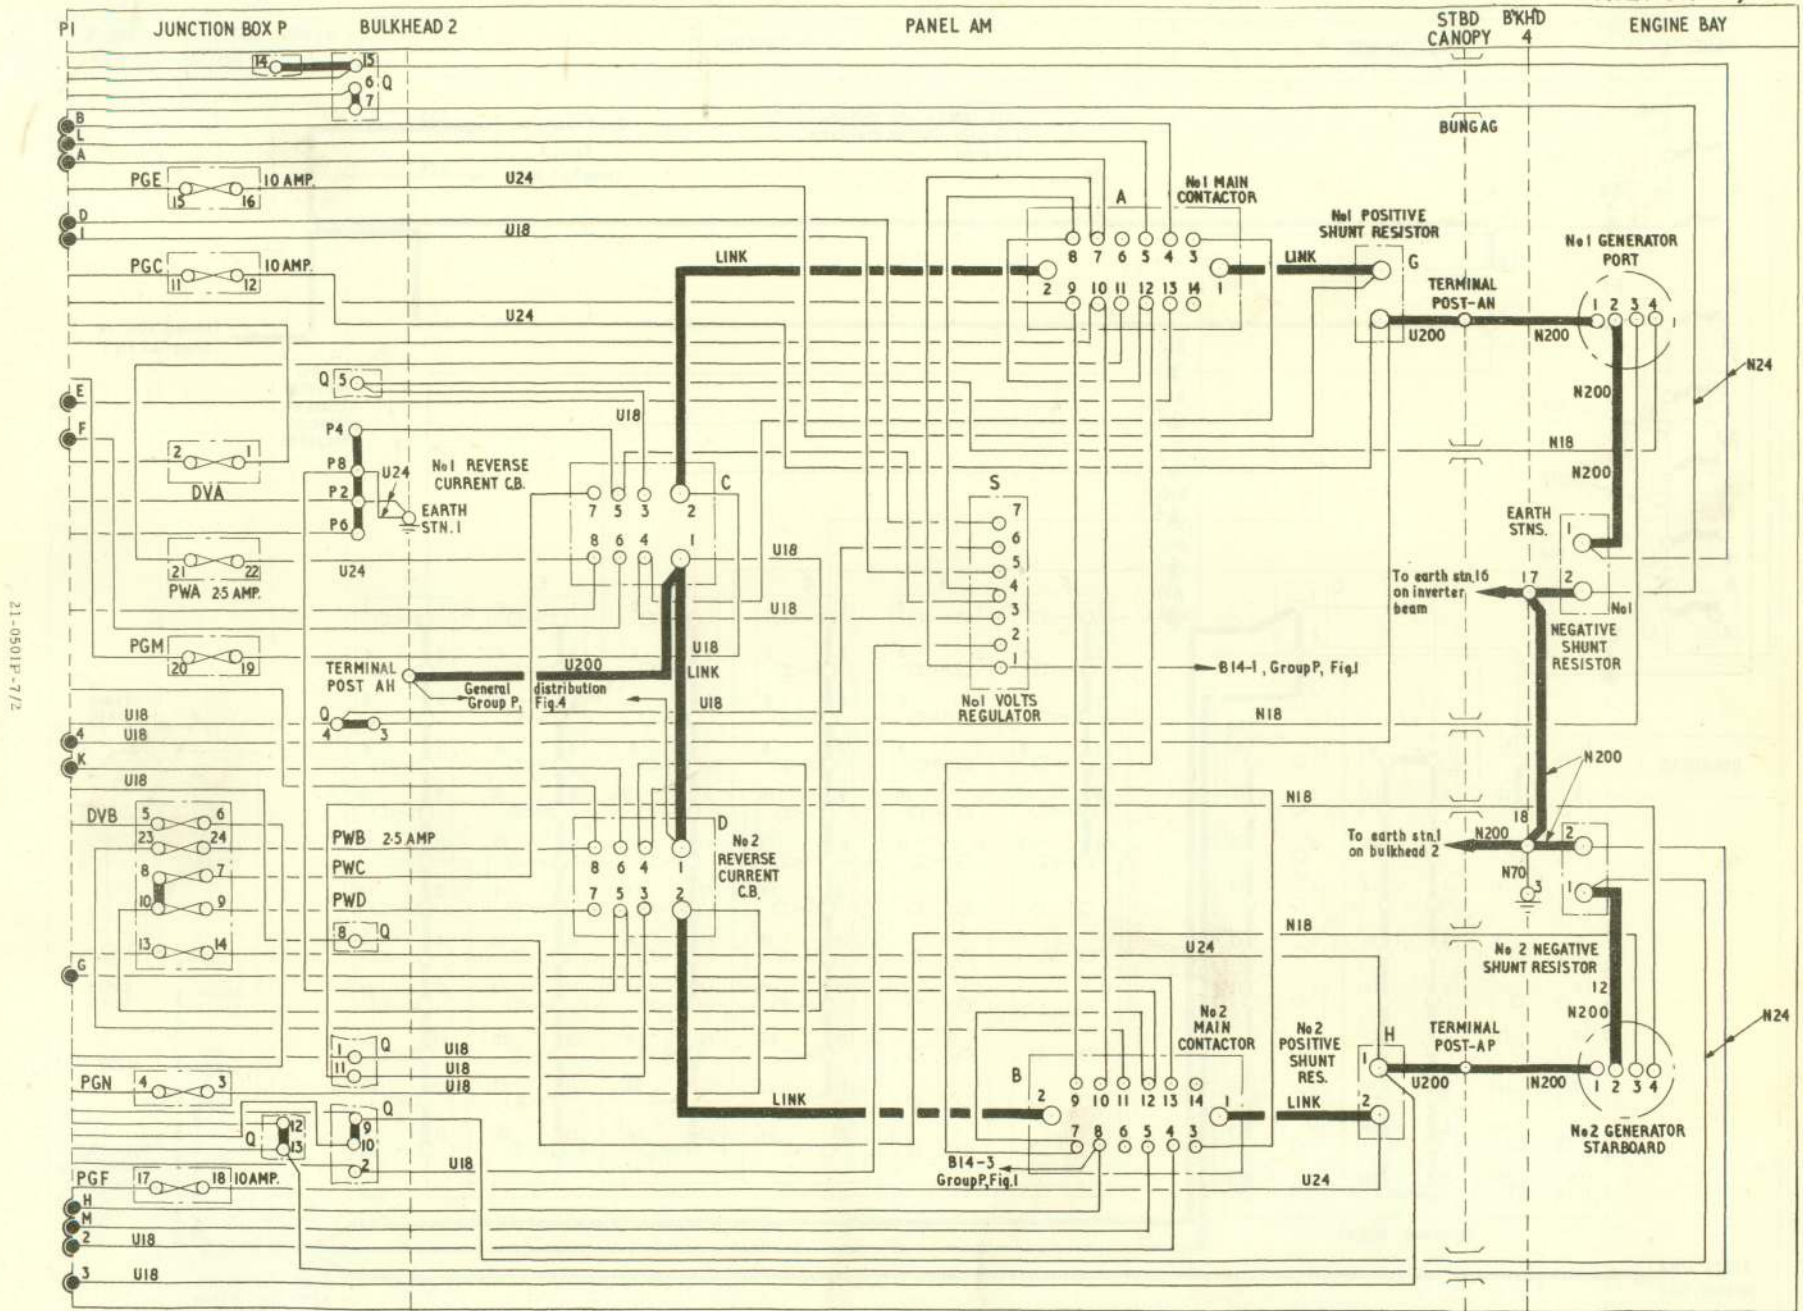 P1 JUNCTION BOX P BULKHEAD 2 PANEL AM STBD CANOPY BKHD 4 ENGINE BAY
14 15
6 Q
7
B
L
A
BUNG AG
PGE 10 AMP. U24
15 16
D
1
U18
PGC 10 AMP.
11 12
U24
A
No1 MAIN
CONTACTOR
8 7 6 5 4 3
2 1
9 10 11 12 13 14
LINK
LINK
No1 POSITIVE
SHUNT RESISTOR
G
TERMINAL
POST-AN
U200 N200
No1 GENERATOR
PORT
1 2 3 4
N24
N200
N18
N200
Q 5
E
F
U18
2 1
DVA
P4
P8
P2
P6
U24
EARTH
STN.1
No1 REVERSE
CURRENT C.B.
C
7 5 3 2
8 6 4 1
U18
21 22
PWA 2·5 AMP.
U24
U18
S
7
6
5
4
3
2
1
No1 VOLTS
REGULATOR
B14-1, Group P, Fig.1
EARTH
STNS.
1
2
No1
NEGATIVE
SHUNT
RESISTOR
To earth stn.16
on inverter
beam
17
PGM
20 19
TERMINAL
POST AH
U200
U18
LINK
General distribution
Group P, Fig.4
U18
Q
4 3
U18
4
U18
K
U18
N18
N200
N18
18
DVB
5 6
23 24
8 7
10 9
13 14
PWB 2·5 AMP
PWC
PWD
8 Q
D
No2
REVERSE
CURRENT
C.B.
8 6 4 1
7 5 3 2
To earth stn.1
on bulkhead 2
N200
N70
3
2
1
N18
U24
No 2 NEGATIVE
SHUNT RESISTOR
12
N200
N24
G
1 Q
11
U18
U18
U18
PGN 4 3
LINK
B
No2
MAIN
CONTACTOR
2 1
9 10 11 12 13 14
7 8 6 5 4 3
LINK
No2
POSITIVE
SHUNT
RES.
H
1
2
TERMINAL
POST-AP
U200 N200
1 2 3 4
No2 GENERATOR
STARBOARD
Q 12
13
Q
9
10
2
U18
B14-3
Group P, Fig.1
U24
PGF 17 18 10 AMP.
H
M
2 U18
3 U18
21-0501P-7/2